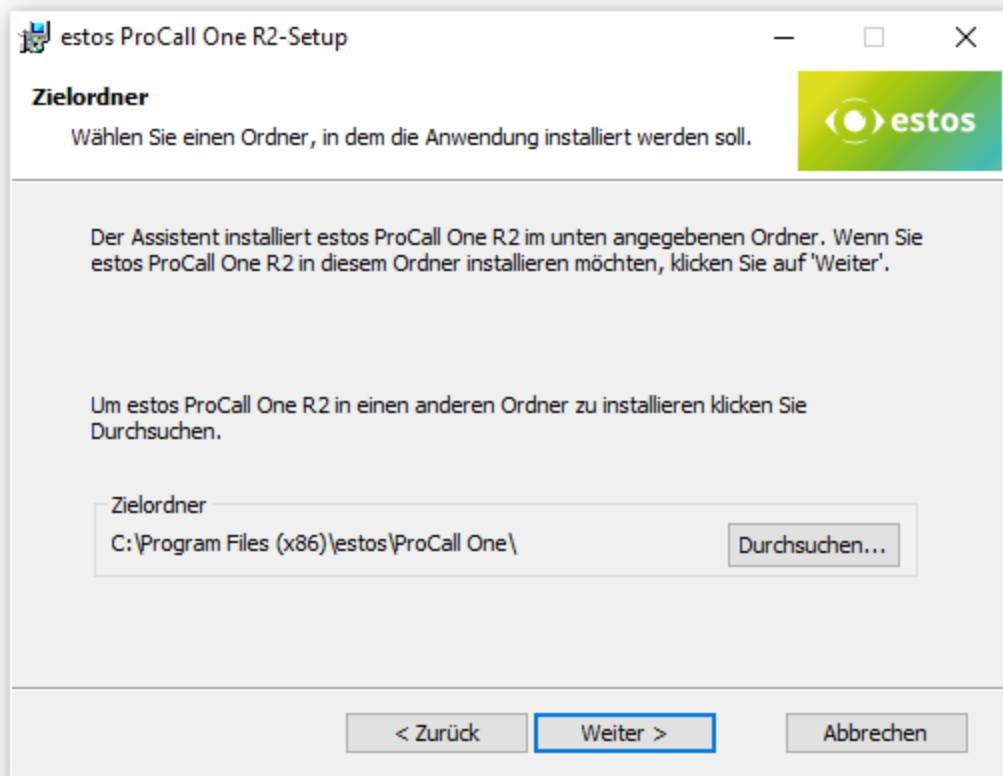 estos ProCall One R2-Setup
Zielordner
Wählen Sie einen Ordner, in dem die Anwendung installiert werden soll.
estos
Der Assistent installiert estos ProCall One R2 im unten angegebenen Ordner. Wenn Sie
estos ProCall One R2 in diesem Ordner installieren möchten, klicken Sie auf 'Weiter'.
Um estos ProCall One R2 in einen anderen Ordner zu installieren klicken Sie
Durchsuchen.
Zielordner
C:\Program Files (x86)\estos\ProCall One\
Durchsuchen...
< Zurück
Weiter >
Abbrechen